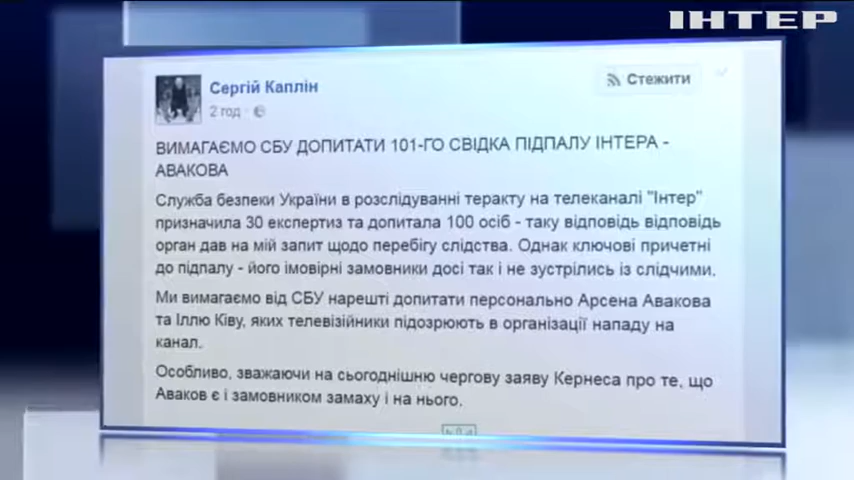 ІНТЕР
Сергій Каплін
Стежити
2 год ·
ВИМАГАЄМО СБУ ДОПИТАТИ 101-ГО СВІДКА ПІДПАЛУ ІНТЕРА -
АВАКОВА
Служба безпеки України в розслідуванні теракту на телеканалі "Інтер"
призначила 30 експертиз та допитала 100 осіб - таку відповідь відповідь
орган дав на мій запит щодо перебігу слідства. Однак ключові причетні
до підпалу - його імовірні замовники досі так і не зустрілись із слідчими.
Ми вимагаємо від СБУ нарешті допитати персонально Арсена Авакова
та Іллю Ківу, яких телевізійники підозрюють в організації нападу на
канал.
Особливо, зважаючи на сьогоднішню чергову заяву Кернеса про те, що
Аваков є і замовником замаху і на нього.